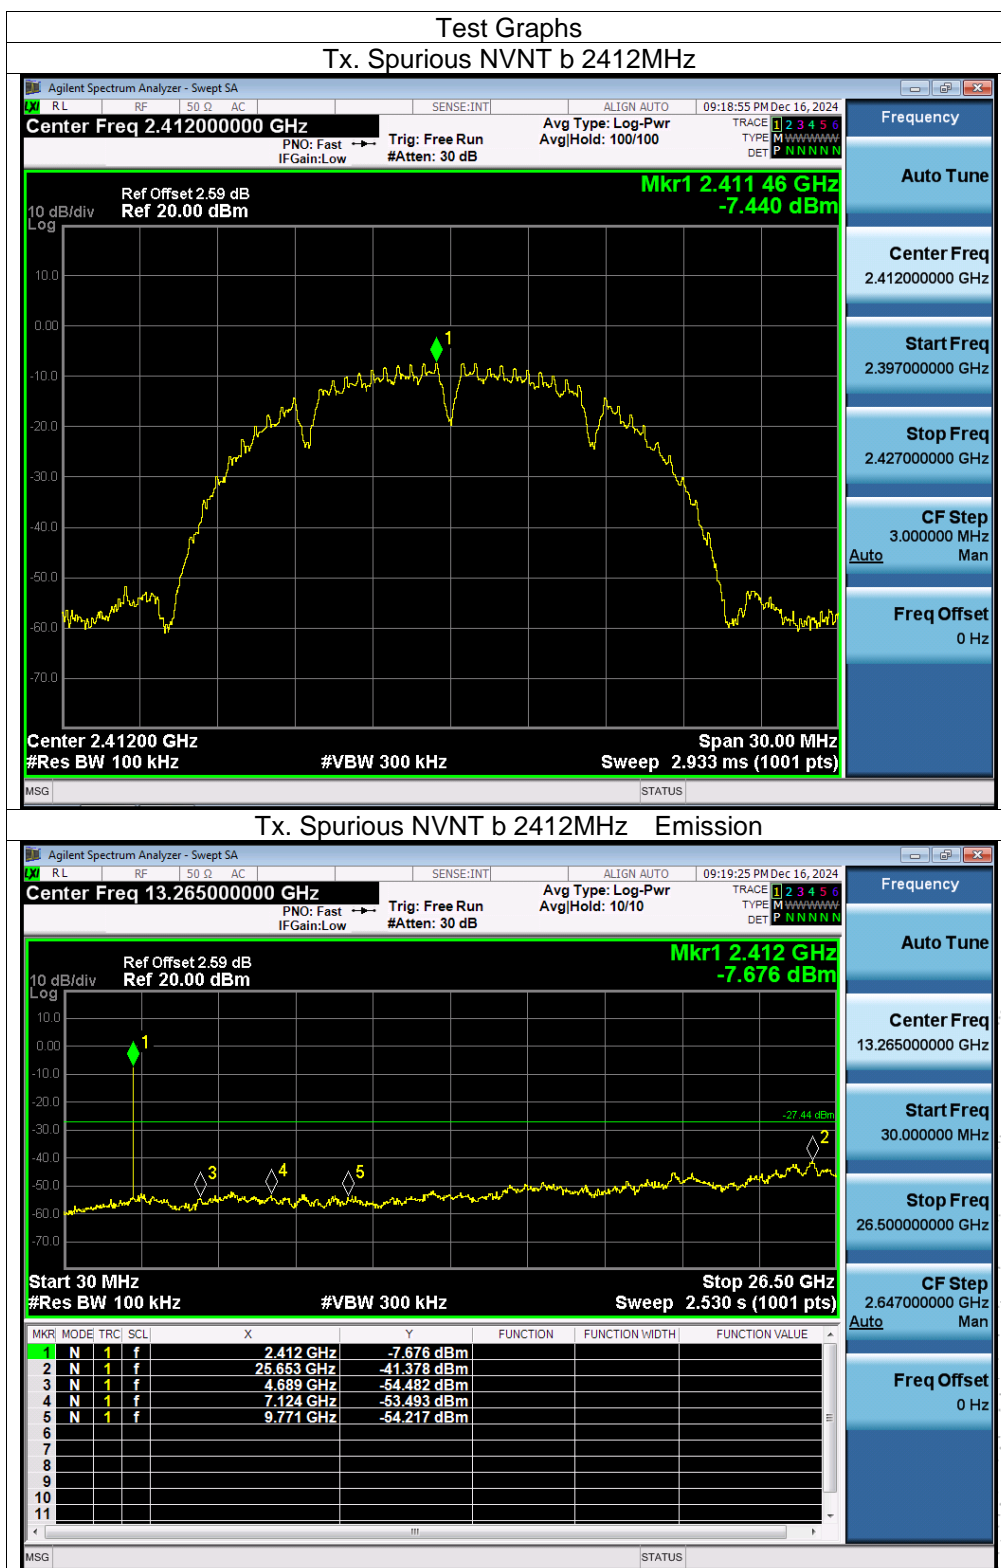 Test Graphs
Tx. Spurious NVNT b 2412MHz
Agilent Spectrum Analyzer - Swept SA
LXI RL RF 50 Ω AC SENSE:INT ALIGN AUTO 09:18:55 PM Dec 16, 2024
Center Freq 2.412000000 GHz
PNO: Fast
IFGain:Low
Trig: Free Run
#Atten: 30 dB
Avg Type: Log-Pwr
Avg|Hold: 100/100
TRACE 1 2 3 4 5 6
TYPE M WWWWW
DET P N N N N N
Frequency
Auto Tune
Center Freq
2.412000000 GHz
Start Freq
2.397000000 GHz
Stop Freq
2.427000000 GHz
CF Step
3.000000 MHz
Auto Man
Freq Offset
0 Hz
Mkr1 2.411 46 GHz
-7.440 dBm
Ref Offset 2.59 dB
10 dB/div Ref 20.00 dBm
Log
10.0
0.00
-10.0
-20.0
-30.0
-40.0
-50.0
-60.0
-70.0
1
Center 2.41200 GHz Span 30.00 MHz
#Res BW 100 kHz #VBW 300 kHz Sweep 2.933 ms (1001 pts)
MSG STATUS
Tx. Spurious NVNT b 2412MHz Emission
Agilent Spectrum Analyzer - Swept SA
LXI RL RF 50 Ω AC SENSE:INT ALIGN AUTO 09:19:25 PM Dec 16, 2024
Center Freq 13.265000000 GHz
PNO: Fast
IFGain:Low
Trig: Free Run
#Atten: 30 dB
Avg Type: Log-Pwr
Avg|Hold: 10/10
TRACE 1 2 3 4 5 6
TYPE M WWWWW
DET P N N N N N
Frequency
Auto Tune
Center Freq
13.265000000 GHz
Start Freq
30.000000 MHz
Stop Freq
26.500000000 GHz
CF Step
2.647000000 GHz
Auto Man
Freq Offset
0 Hz
Mkr1 2.412 GHz
-7.676 dBm
Ref Offset 2.59 dB
10 dB/div Ref 20.00 dBm
Log
10.0
0.00
-10.0
-20.0
-30.0
-40.0
-50.0
-60.0
-70.0
-27.44 dBm
1
2
3
4
5
Start 30 MHz Stop 26.50 GHz
#Res BW 100 kHz #VBW 300 kHz Sweep 2.530 s (1001 pts)
MKR MODE TRC SCL X Y FUNCTION FUNCTION WIDTH FUNCTION VALUE
1 N 1 f 2.412 GHz -7.676 dBm
2 N 1 f 25.653 GHz -41.378 dBm
3 N 1 f 4.689 GHz -54.482 dBm
4 N 1 f 7.124 GHz -53.493 dBm
5 N 1 f 9.771 GHz -54.217 dBm
6
7
8
9
10
11
MSG STATUS